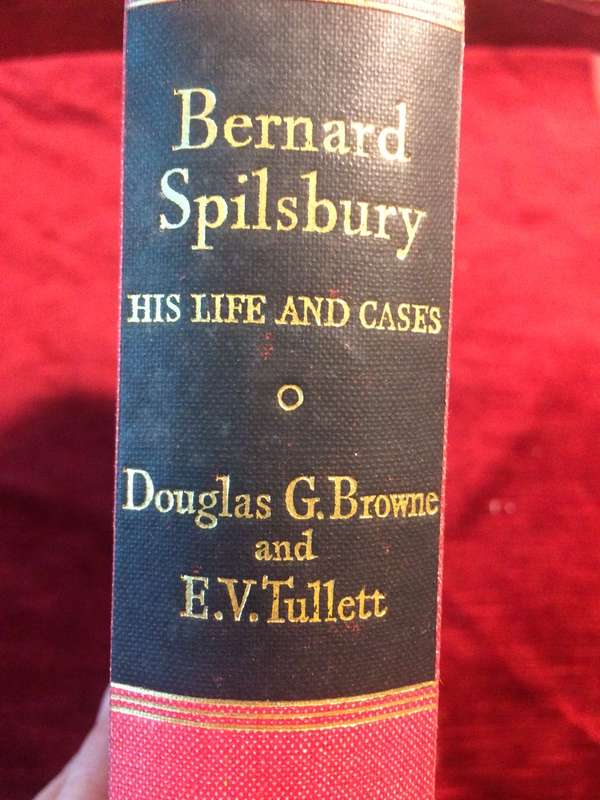 Bernard
Spilsbury
HIS LIFE AND CASES
Douglas G. Browne
and
E.V. Tullett